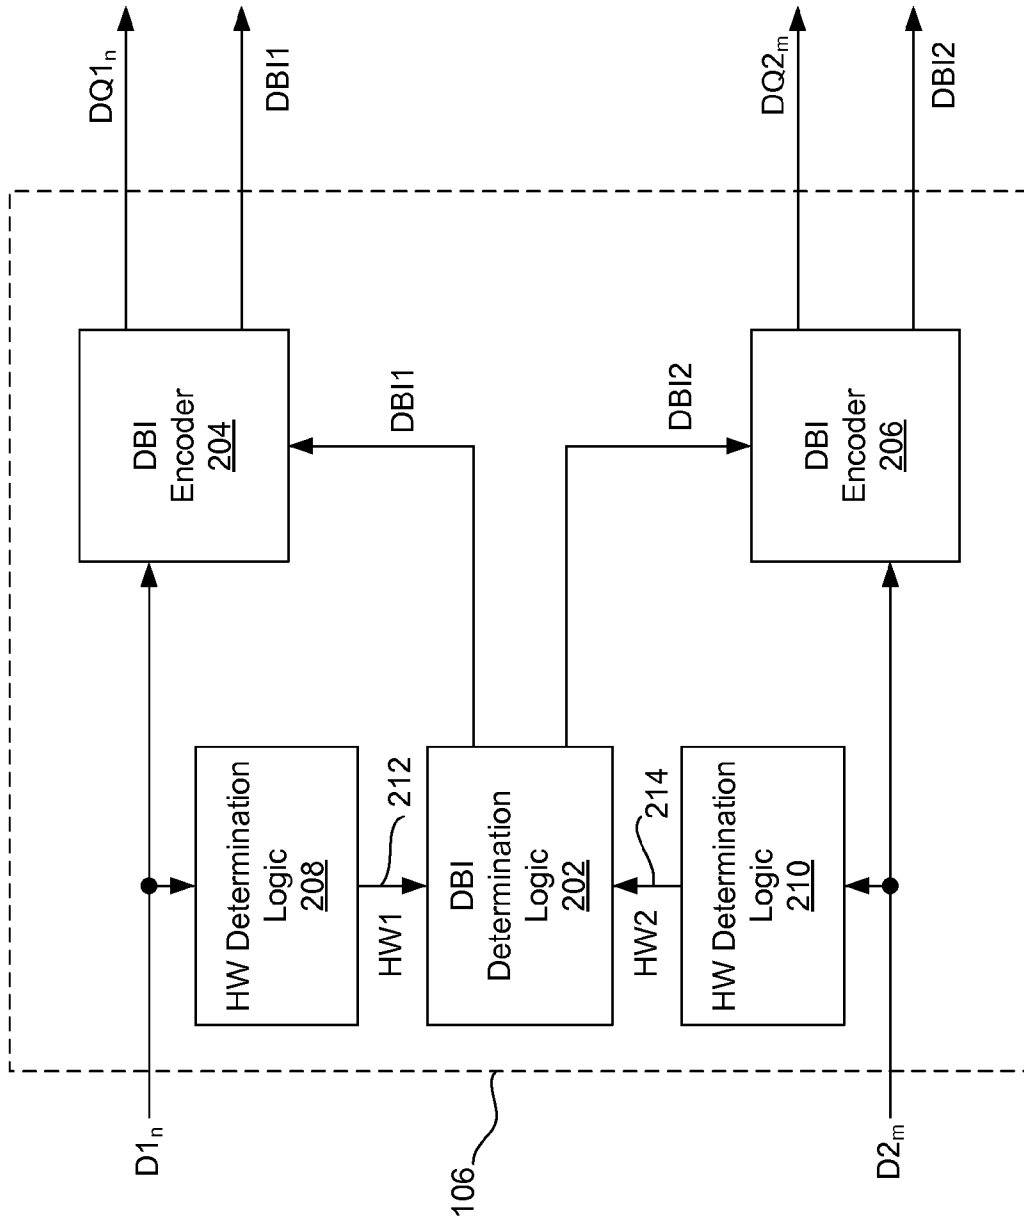 DQ1n
DBI1
DQ2m
DBI2
DBI
Encoder
204
DBI
Encoder
206
DBI1
DBI2
HW Determination
Logic
208
212
HW1
DBI
Determination
Logic
202
214
HW2
HW Determination
Logic
210
D1n
D2m
106